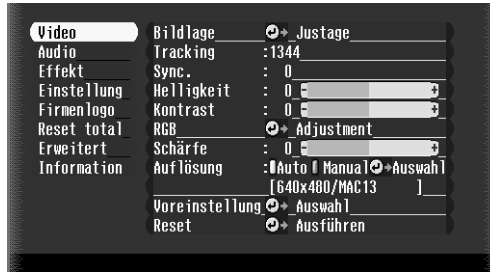 Video
Audio
Effekt
Einstellung
Firmenlogo
Reset total
Erweitert
Information
Bildlage Justage
Tracking :1344
Sync. : 0
Helligkeit : 0 - +
Kontrast : 0 - +
RGB Adjustment
Schärfe : 0 - +
Auflösung : Auto Manual Auswahl
[640x480/MAC13 ]
Voreinstellung Auswahl
Reset Ausführen